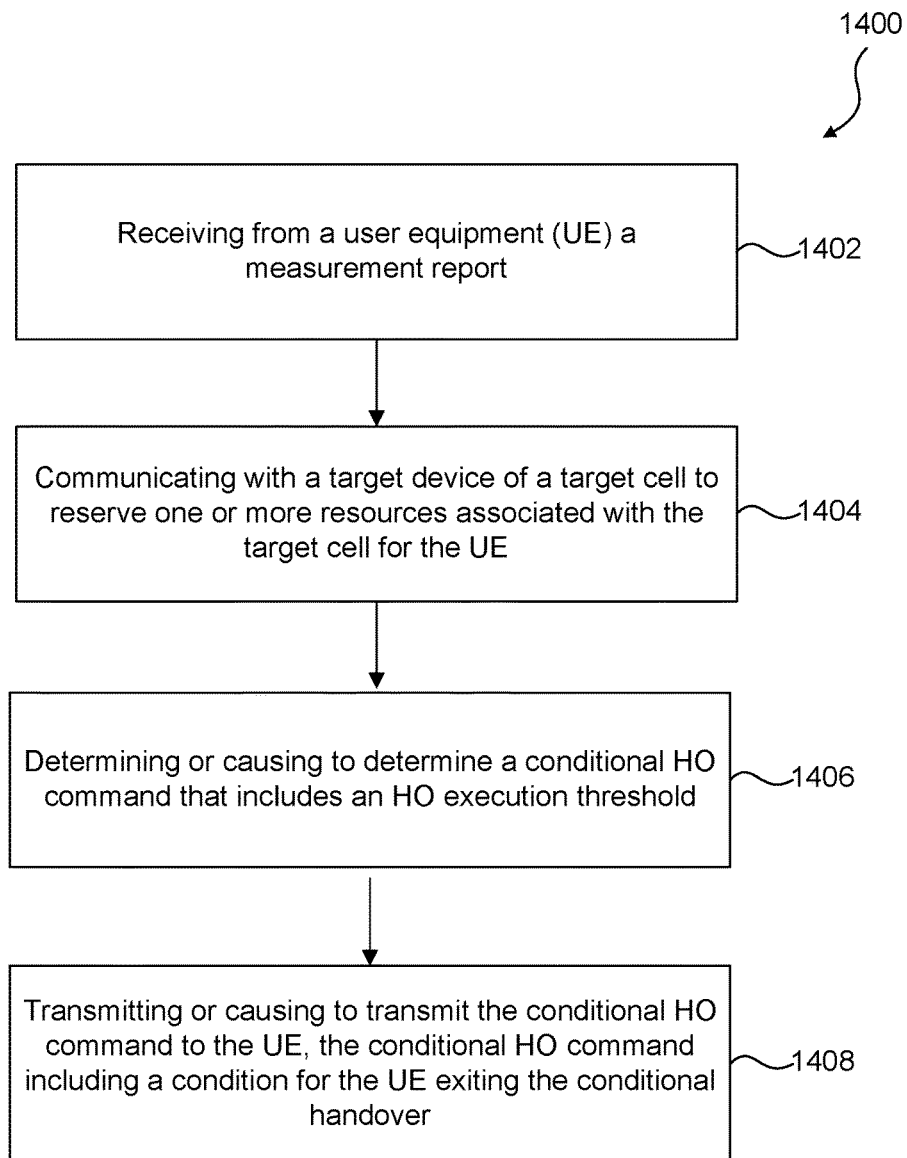 1400
Receiving from a user equipment (UE) a
measurement report
1402
Communicating with a target device of a target cell to
reserve one or more resources associated with the
target cell for the UE
1404
Determining or causing to determine a conditional HO
command that includes an HO execution threshold
1406
Transmitting or causing to transmit the conditional HO
command to the UE, the conditional HO command
including a condition for the UE exiting the conditional
handover
1408